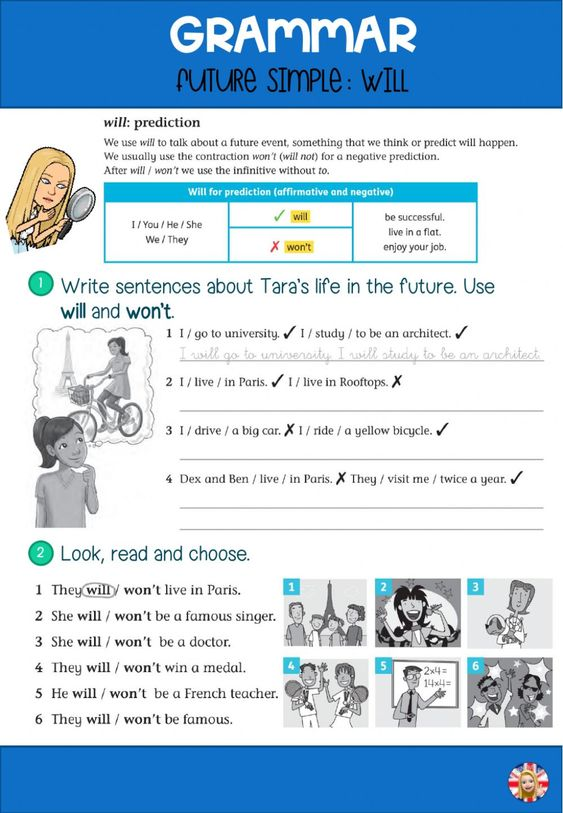 GRAMMAR
FUTURE SIMPLE: WILL
will: prediction
We use will to talk about a future event, something that we think or predict will happen.
We usually use the contraction won't (will not) for a negative prediction.
After will / won't we use the infinitive without to.
Will for prediction (affirmative and negative)
I / You / He / She
We / They
✓ will
✗ won't
be successful.
live in a flat.
enjoy your job.
1 Write sentences about Tara's life in the future. Use
will and won't.
1 I / go to university. ✓ I / study / to be an architect. ✓
I will go to university. I will study to be an architect.
2 I / live / in Paris. ✓ I / live in Rooftops. ✗
3 I / drive / a big car. ✗ I / ride / a yellow bicycle. ✓
4 Dex and Ben / live / in Paris. ✗ They / visit me / twice a year. ✓
2 Look, read and choose.
1 They will / won't live in Paris.
2 She will / won't be a famous singer.
3 She will / won't be a doctor.
4 They will / won't win a medal.
5 He will / won't be a French teacher.
6 They will / won't be famous.
1
2
3
4
5
2x4=
14x4=
6